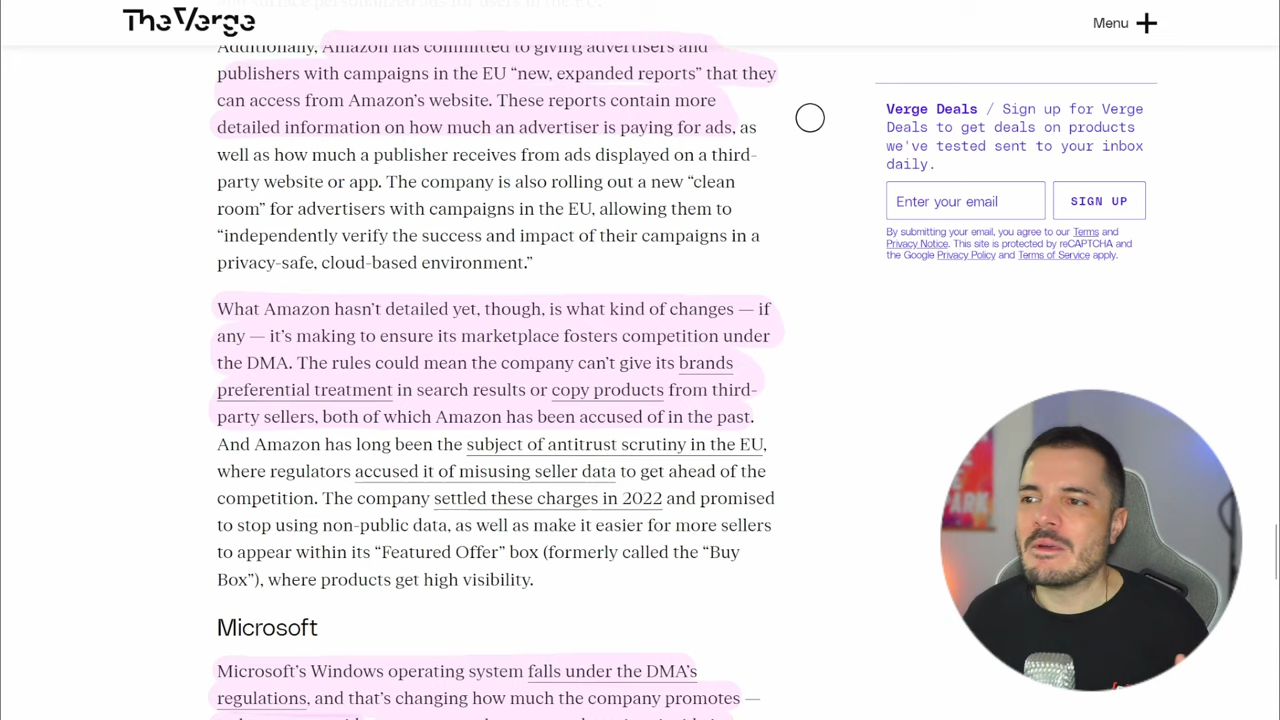 The Verge
Menu
Additionally, Amazon has committed to giving advertisers and
publishers with campaigns in the EU “new, expanded reports” that they
can access from Amazon’s website. These reports contain more
detailed information on how much an advertiser is paying for ads, as
well as how much a publisher receives from ads displayed on a third-
party website or app. The company is also rolling out a new “clean
room” for advertisers with campaigns in the EU, allowing them to
“independently verify the success and impact of their campaigns in a
privacy-safe, cloud-based environment.”
What Amazon hasn’t detailed yet, though, is what kind of changes — if
any — it’s making to ensure its marketplace fosters competition under
the DMA. The rules could mean the company can’t give its brands
preferential treatment in search results or copy products from third-
party sellers, both of which Amazon has been accused of in the past.
And Amazon has long been the subject of antitrust scrutiny in the EU,
where regulators accused it of misusing seller data to get ahead of the
competition. The company settled these charges in 2022 and promised
to stop using non-public data, as well as make it easier for more sellers
to appear within its “Featured Offer” box (formerly called the “Buy
Box”), where products get high visibility.
Microsoft
Microsoft’s Windows operating system falls under the DMA’s
regulations, and that’s changing how much the company promotes —
Verge Deals / Sign up for Verge
Deals to get deals on products
we've tested sent to your inbox
daily.
Enter your email
SIGN UP
By submitting your email, you agree to our Terms and
Privacy Notice. This site is protected by reCAPTCHA and
the Google Privacy Policy and Terms of Service apply.